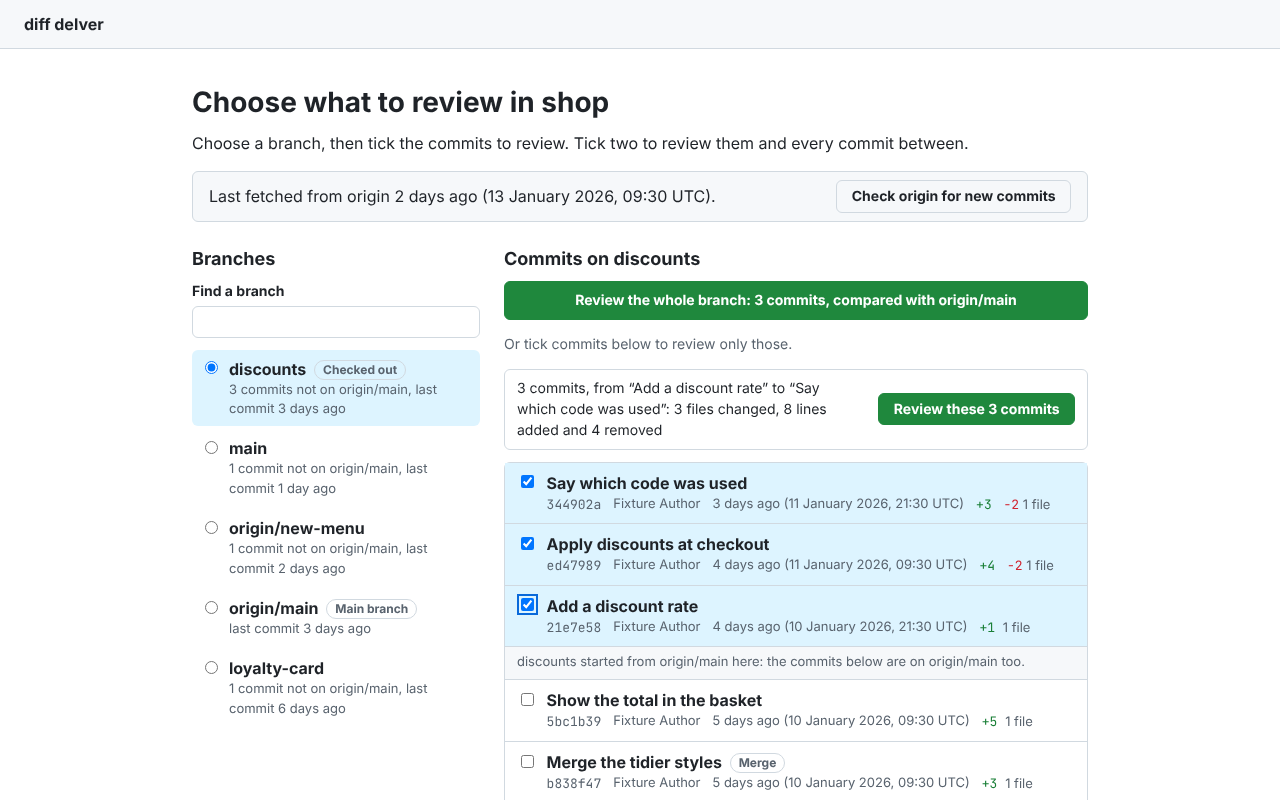 diff delver
Choose what to review in shop
Choose a branch, then tick the commits to review. Tick two to review them and every commit between.
Last fetched from origin 2 days ago (13 January 2026, 09:30 UTC).
Check origin for new commits
Branches
Find a branch
discounts Checked out
3 commits not on origin/main, last
commit 3 days ago
main
1 commit not on origin/main, last
commit 1 day ago
origin/new-menu
1 commit not on origin/main, last
commit 2 days ago
origin/main Main branch
last commit 3 days ago
loyalty-card
1 commit not on origin/main, last
commit 6 days ago
Commits on discounts
Review the whole branch: 3 commits, compared with origin/main
Or tick commits below to review only those.
3 commits, from “Add a discount rate” to “Say
which code was used”: 3 files changed, 8 lines
added and 4 removed
Review these 3 commits
Say which code was used
344902a Fixture Author 3 days ago (11 January 2026, 21:30 UTC) +3 -2 1 file
Apply discounts at checkout
ed47989 Fixture Author 4 days ago (11 January 2026, 09:30 UTC) +4 -2 1 file
Add a discount rate
21e7e58 Fixture Author 4 days ago (10 January 2026, 21:30 UTC) +1 1 file
discounts started from origin/main here: the commits below are on origin/main too.
Show the total in the basket
5bc1b39 Fixture Author 5 days ago (10 January 2026, 09:30 UTC) +5 1 file
Merge the tidier styles Merge
b838f47 Fixture Author 5 days ago (10 January 2026, 09:30 UTC) +3 1 file